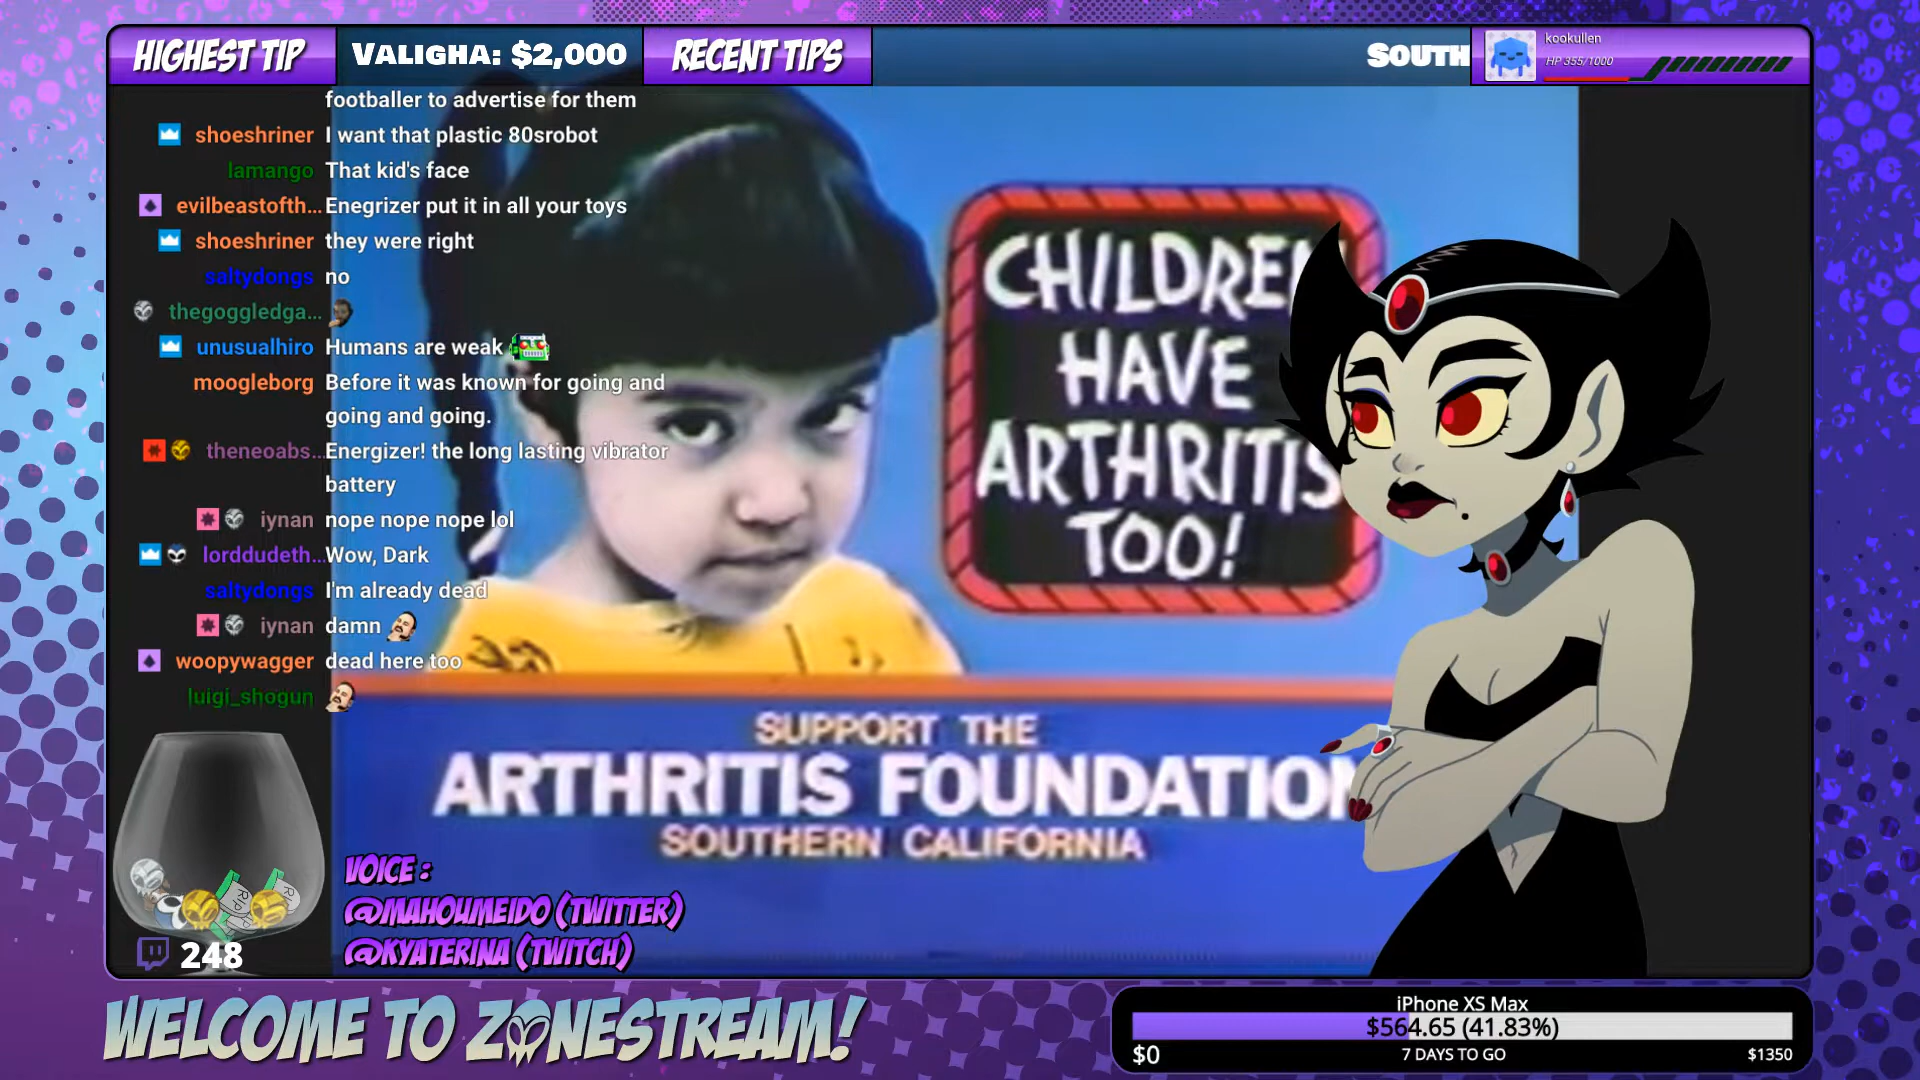 HIGHEST TIP
VALIGHA: $2,000
RECENT TIPS
SOUTH
kookullen
HP 355/1000
footballer to advertise for them
shoeshriner I want that plastic 80srobot
lamango That kid's face
evilbeastofth... Enegrizer put it in all your toys
shoeshriner they were right
saltydongs no
thegoggledga...
unusualhiro Humans are weak
moogleborg Before it was known for going and
going and going.
theneoabs... Energizer! the long lasting vibrator
battery
iynan nope nope nope lol
lorddudeth... Wow, Dark
saltydongs I'm already dead
iynan damn
woopywagger dead here too
luigi_shogun
CHILDREN
HAVE
ARTHRITIS
TOO!
SUPPORT THE
ARTHRITIS FOUNDATION
SOUTHERN CALIFORNIA
VOICE :
@MAHOUMEIDO (TWITTER)
@KYATERINA (TWITCH)
RIP
248
WELCOME TO ZONESTREAM!
iPhone XS Max
$564.65 (41.83%)
$0
7 DAYS TO GO
$1350